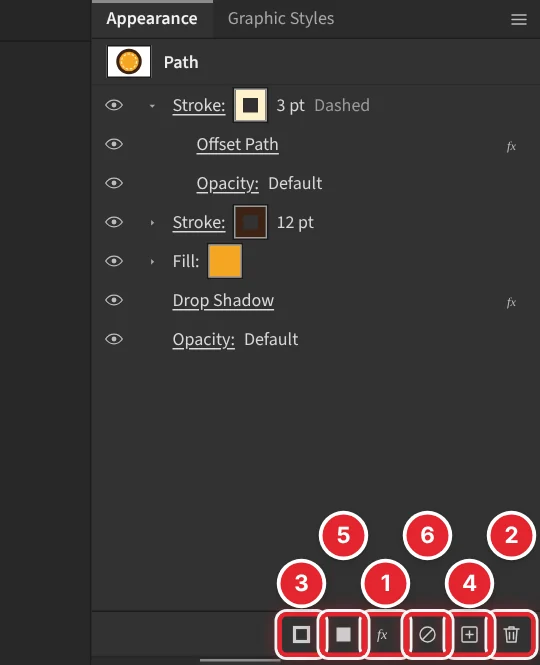 Appearance Graphic Styles
Path
Stroke: 3 pt Dashed
Offset Path fx
Opacity: Default
Stroke: 12 pt
Fill:
Drop Shadow fx
Opacity: Default
5 6 2
3 1 4
fx